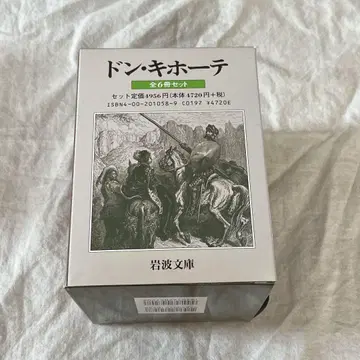 ドン・キホーテ
全6冊セット
セット定価4956円(本体4720円+税)
ISBN4-00-201058-9 C0197 ¥4720E
岩波文庫